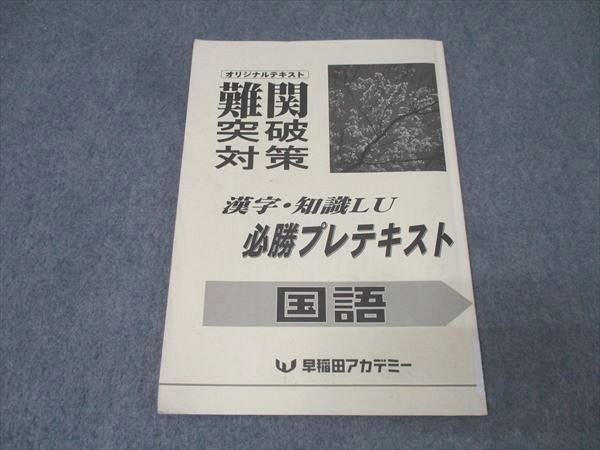 オリジナルテキスト
難関
突破
対策
漢字・知識LU
必勝プレテキスト
国語
早稲田アカデミー